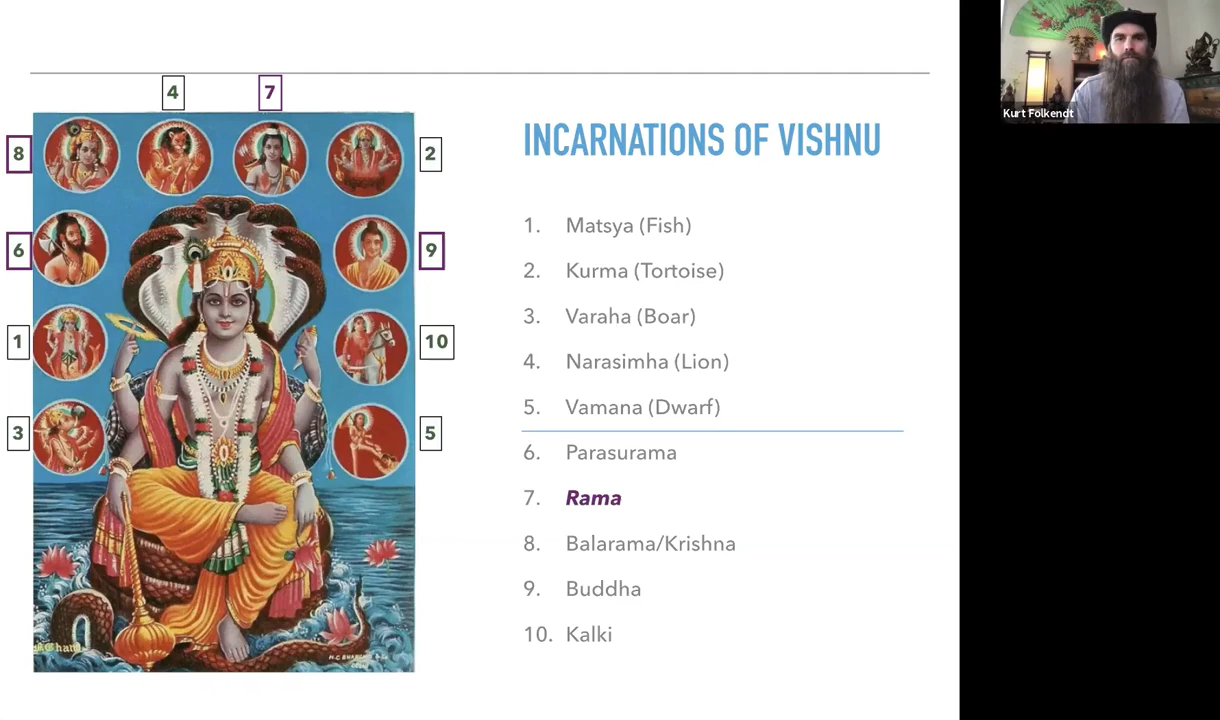 4
7
8
2
6
9
1
10
3
5
INCARNATIONS OF VISHNU
1. Matsya (Fish)
2. Kurma (Tortoise)
3. Varaha (Boar)
4. Narasimha (Lion)
5. Vamana (Dwarf)
6. Parasurama
7. Rama
8. Balarama/Krishna
9. Buddha
10. Kalki
Kurt Folkendt